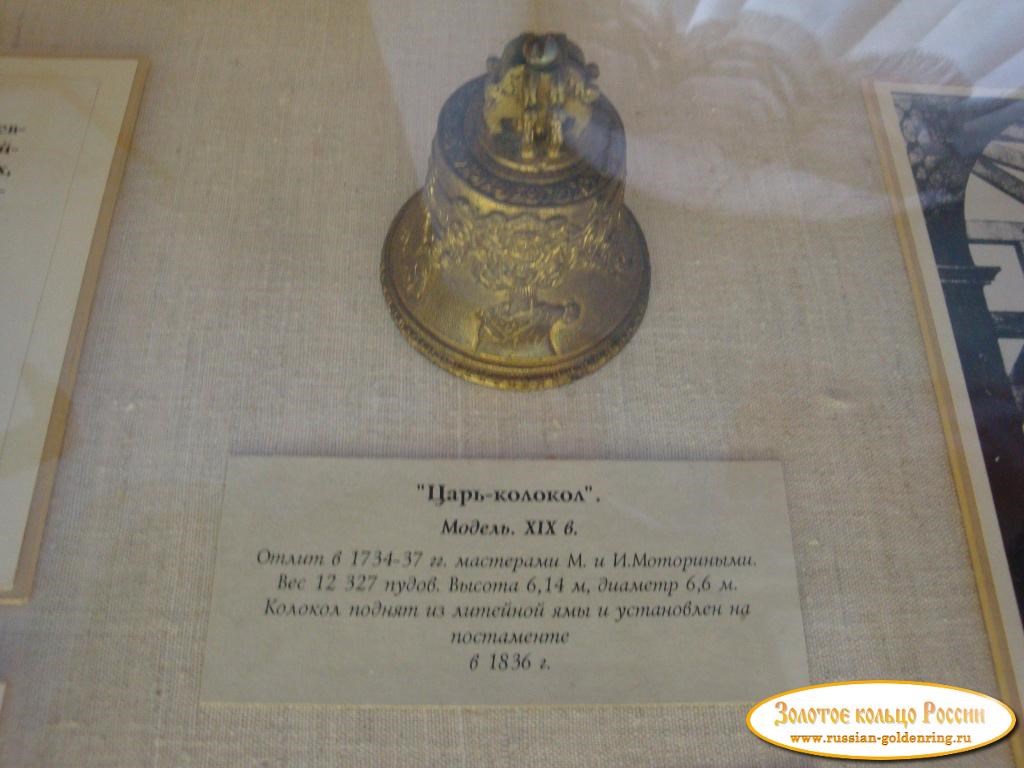 "Царь-колокол".
Модель. XIX в.
Отлит в 1734-37 гг. мастерами М. и И.Моториными.
Вес 12 327 пудов. Высота 6,14 м, диаметр 6,6 м.
Колокол поднят из литейной ямы и установлен на
постаменте
в 1836 г.
Золотое кольцо России
www.russian-goldenring.ru